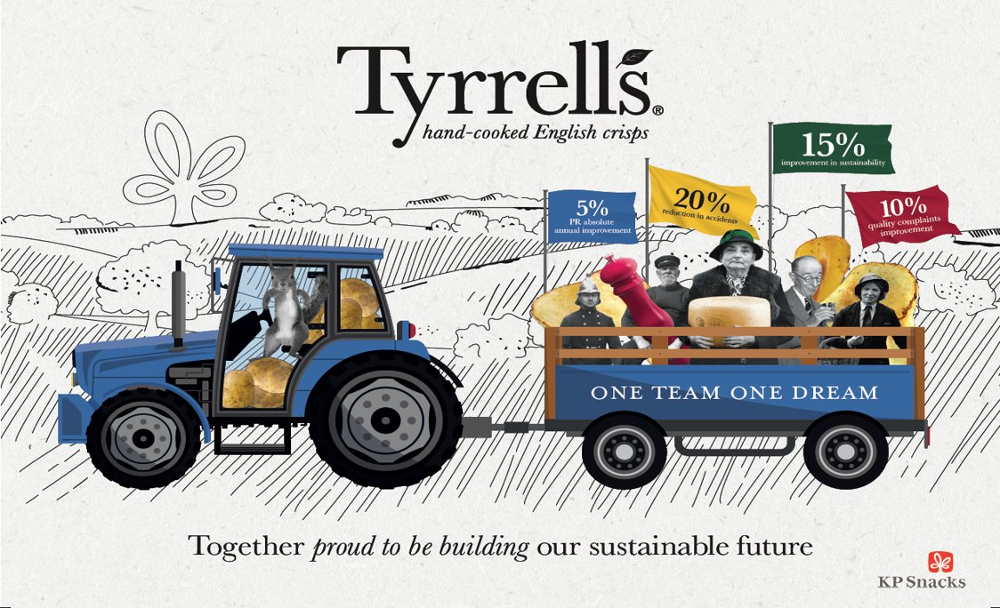 Tyrrell's®
hand-cooked English crisps
15%
improvement in sustainability
20%
reduction in accidents
5%
PR absolute
annual improvement
10%
quality complaints
improvement
ONE TEAM ONE DREAM
Together proud to be building our sustainable future
KP Snacks